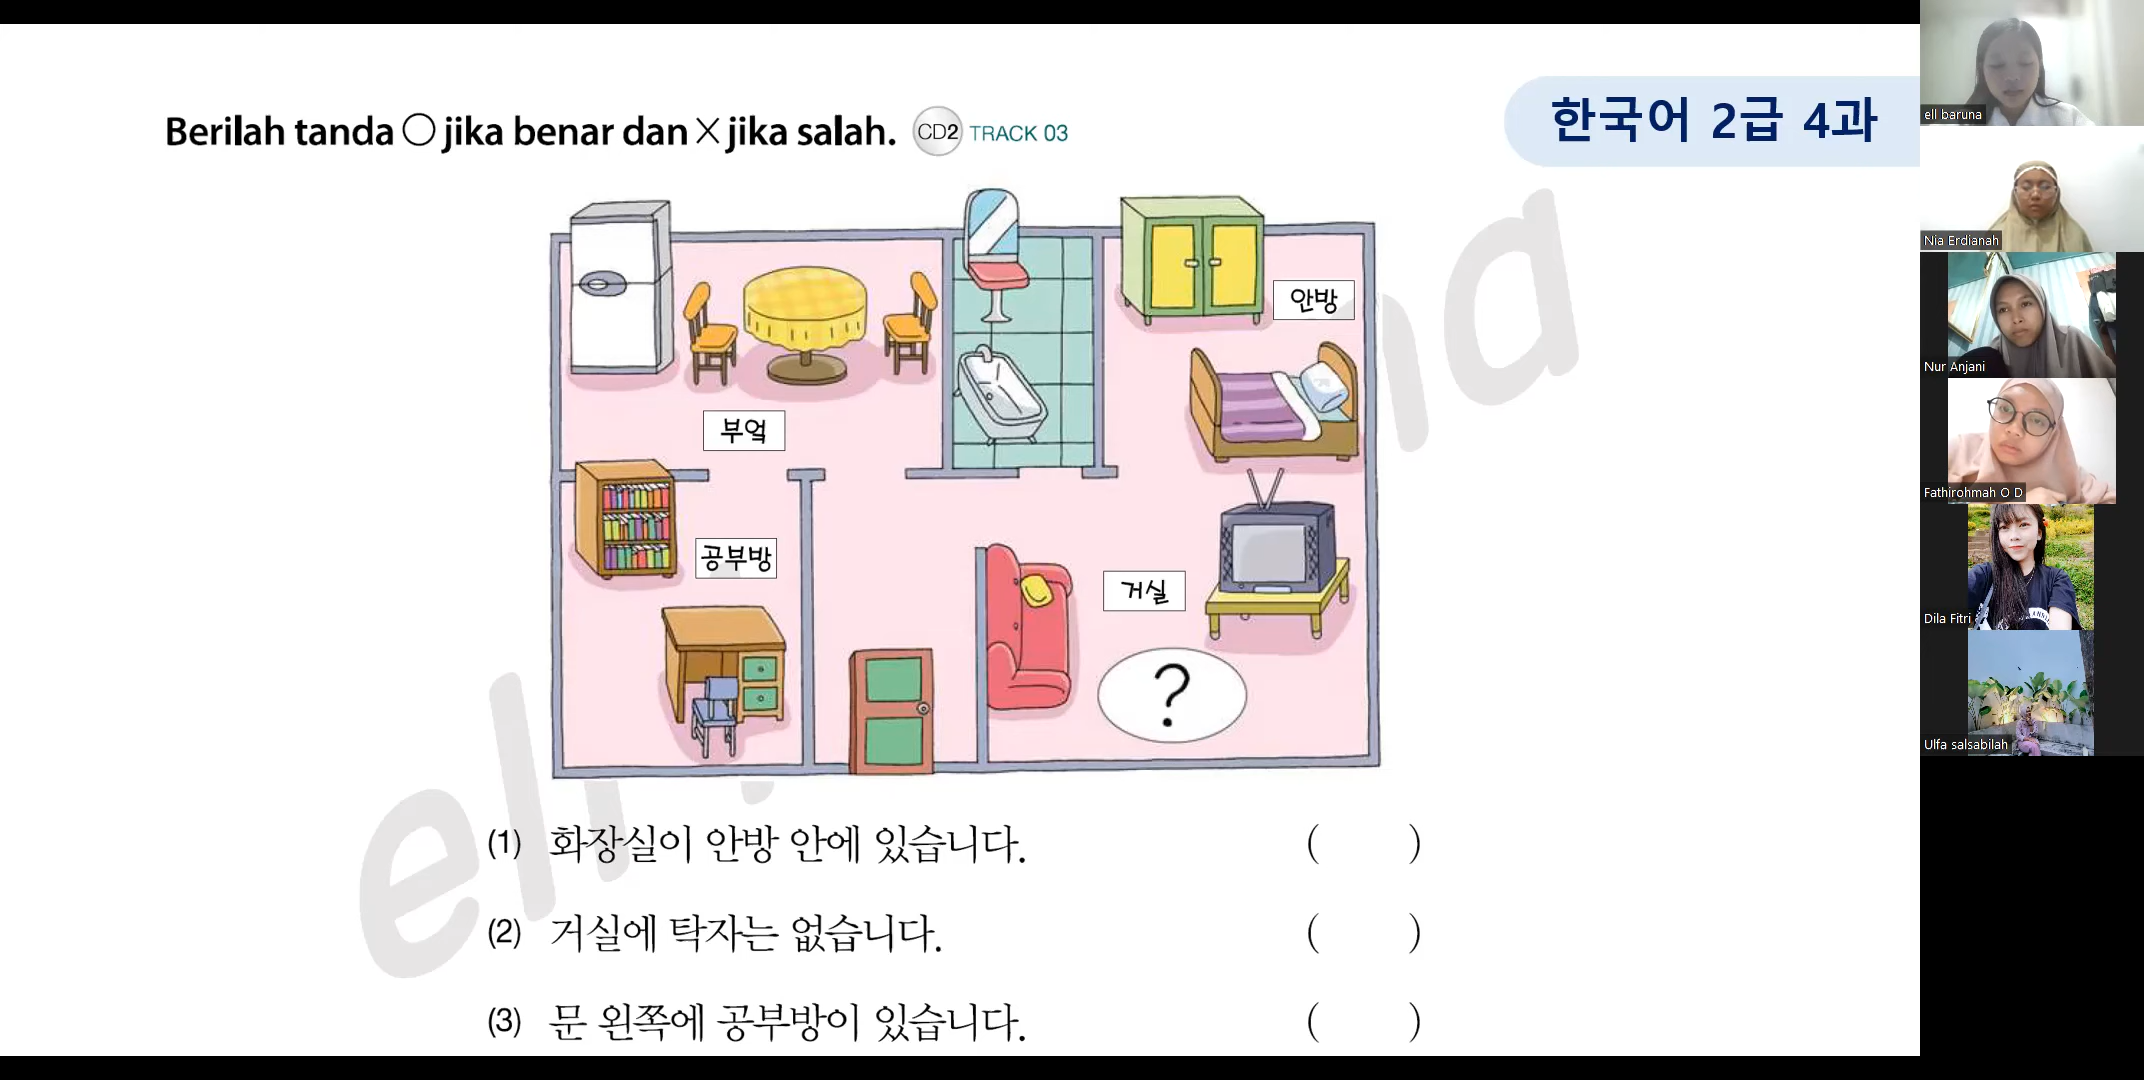 Berilah tanda ○ jika benar dan × jika salah. CD2 TRACK 03
한국어 2급 4과
안방
부엌
공부방
거실
?
(1) 화장실이 안방 안에 있습니다. ( )
(2) 거실에 탁자는 없습니다. ( )
(3) 문 왼쪽에 공부방이 있습니다. ( )
ell baruna
Nia Erdianah
Nur Anjani
Fathirohmah O D
Dila Fitri
Ulfa salsabilah